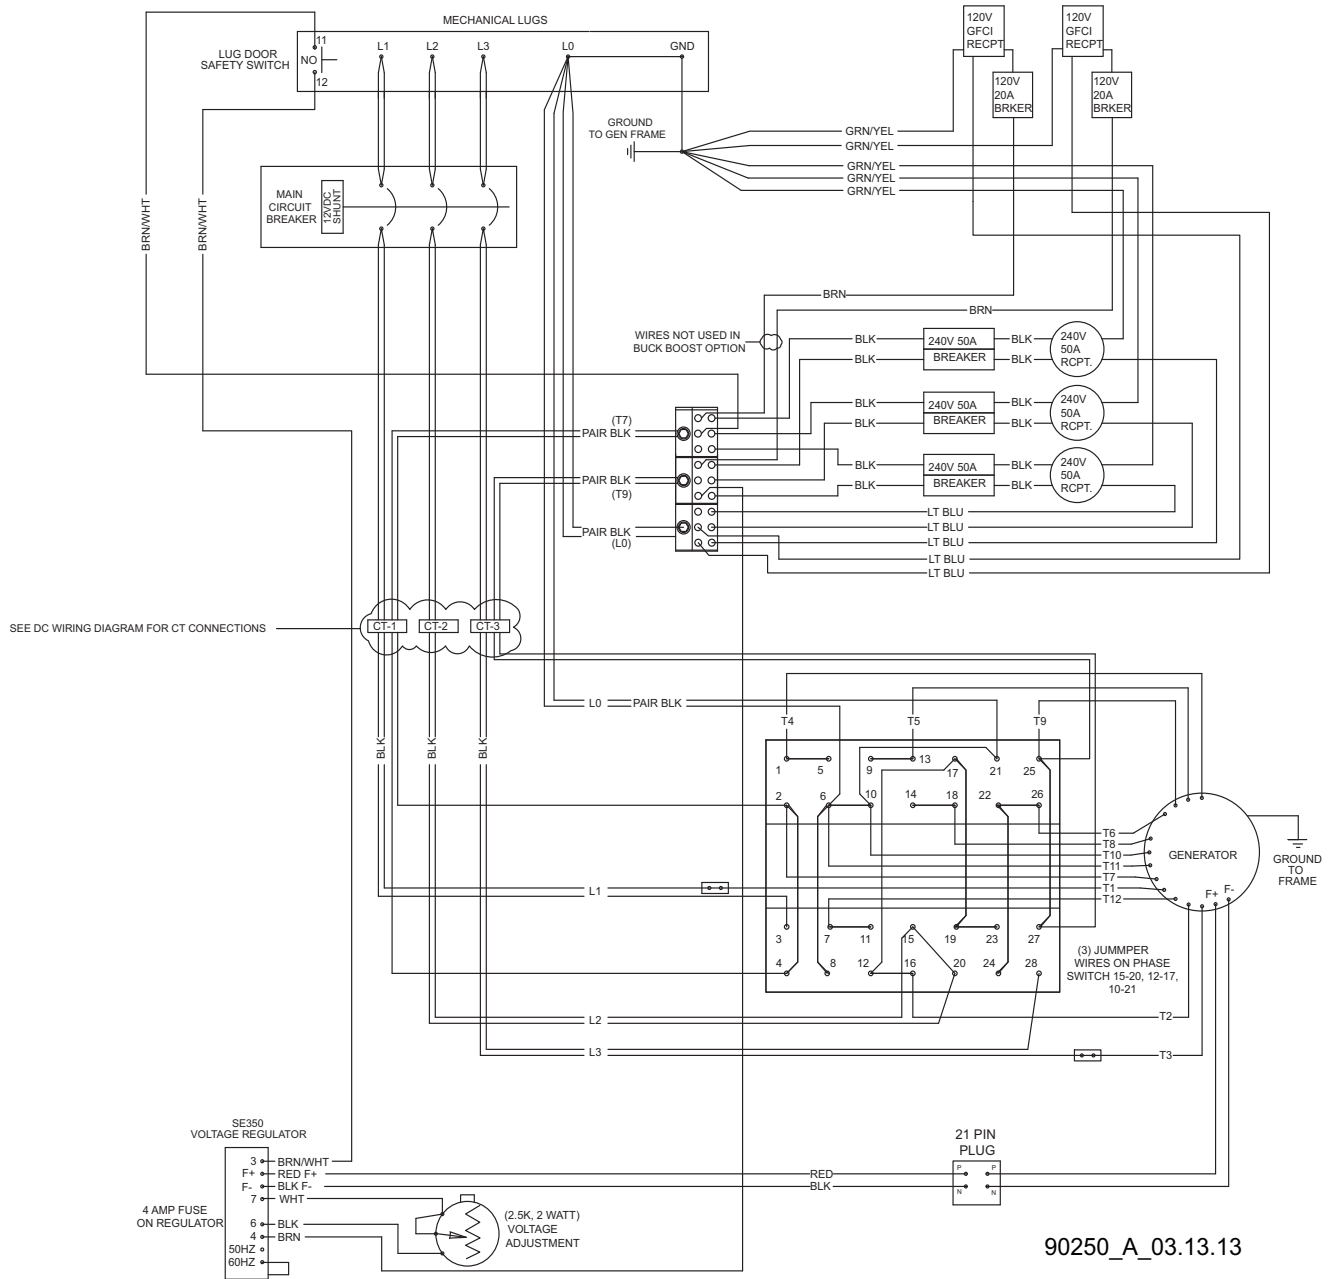 MECHANICAL LUGS
LUG DOOR
SAFETY SWITCH
11
NO
12
L1
L2
L3
L0
GND
120V
GFCI
RECPT
120V
GFCI
RECPT
120V
20A
BRKER
120V
20A
BRKER
GROUND
TO GEN FRAME
GRN/YEL
GRN/YEL
GRN/YEL
GRN/YEL
GRN/YEL
MAIN
CIRCUIT
BREAKER
12VDC
SHUNT
BRN/WHT
BRN/WHT
BRN
BRN
WIRES NOT USED IN
BUCK BOOST OPTION
BLK
240V 50A
BREAKER
BLK
BLK
BLK
240V
50A
RCPT.
BLK
240V 50A
BREAKER
BLK
BLK
BLK
240V
50A
RCPT.
BLK
240V 50A
BREAKER
BLK
BLK
BLK
240V
50A
RCPT.
(T7)
PAIR BLK
PAIR BLK
(T9)
PAIR BLK
(L0)
LT BLU
LT BLU
LT BLU
LT BLU
LT BLU
SEE DC WIRING DIAGRAM FOR CT CONNECTIONS
CT-1
CT-2
CT-3
L0
PAIR BLK
T4
T5
T9
BLK
BLK
BLK
1
5
9
13
17
21
25
2
6
10
14
18
22
26
T6
T8
T10
T11
T7
T1
T12
GENERATOR
F+
F-
GROUND
TO
FRAME
L1
3
7
11
15
19
23
27
4
8
12
16
20
24
28
(3) JUMMPER
WIRES ON PHASE
SWITCH 15-20, 12-17,
10-21
L2
T2
L3
T3
SE350
VOLTAGE REGULATOR
3
BRN/WHT
F+
RED F+
F-
BLK F-
7
WHT
6
BLK
4
BRN
50HZ
60HZ
4 AMP FUSE
ON REGULATOR
(2.5K, 2 WATT)
VOLTAGE
ADJUSTMENT
RED
BLK
21 PIN
PLUG
P
P
N
N
90250_A_03.13.13